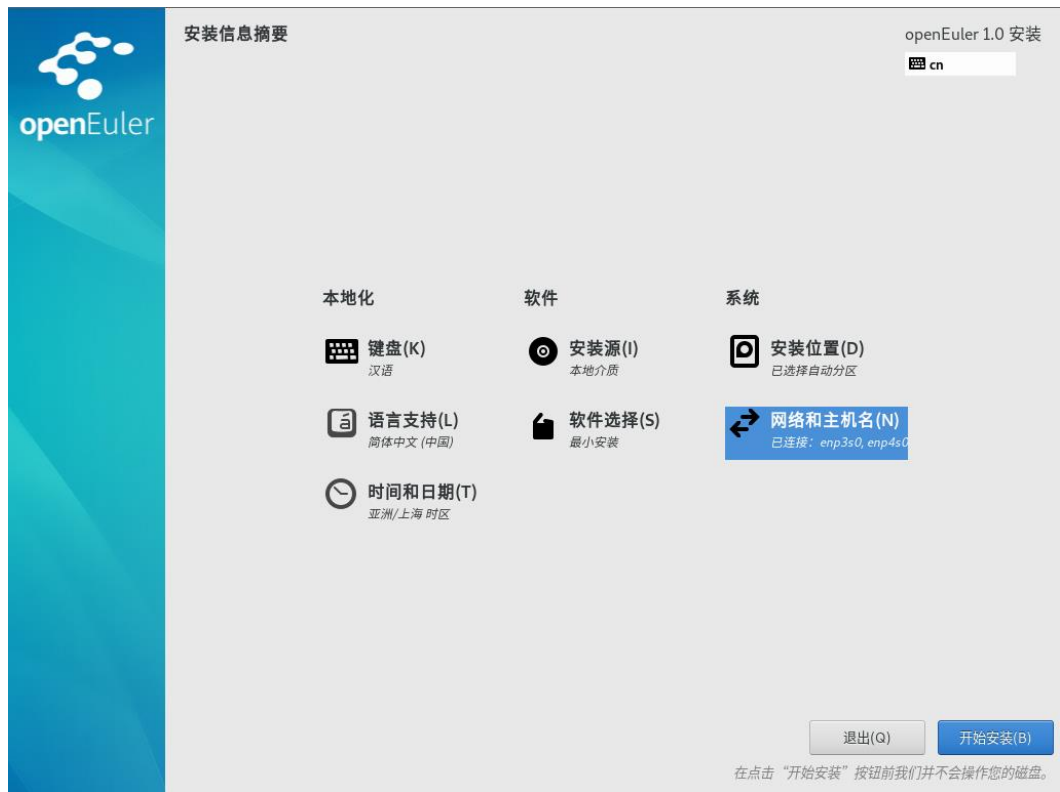 openEuler
安装信息摘要
openEuler 1.0 安装
cn
本地化
键盘(K)
汉语
语言支持(L)
简体中文 (中国)
时间和日期(T)
亚洲/上海 时区
软件
安装源(I)
本地介质
软件选择(S)
最小安装
系统
安装位置(D)
已选择自动分区
网络和主机名(N)
已连接：enp3s0, enp4s0
退出(Q)
开始安装(B)
在点击“开始安装”按钮前我们并不会操作您的磁盘。